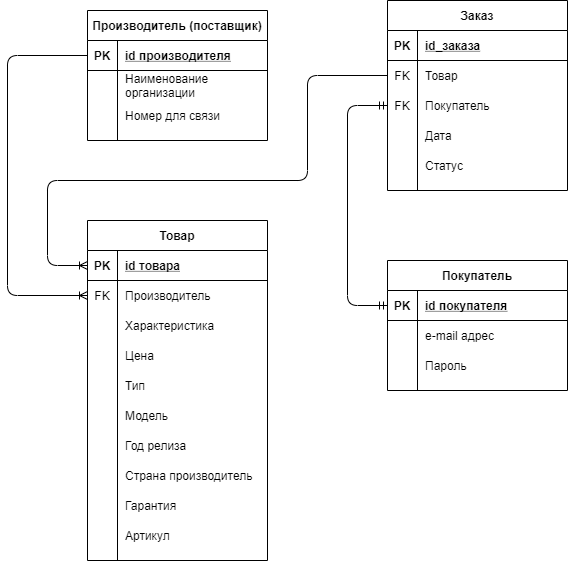 Производитель (поставщик)
PK id производителя
Наименование
организации
Номер для связи
Заказ
PK id_заказа
FK Товар
FK Покупатель
Дата
Статус
Товар
PK id товара
FK Производитель
Характеристика
Цена
Тип
Модель
Год релиза
Страна производитель
Гарантия
Артикул
Покупатель
PK id покупателя
e-mail адрес
Пароль